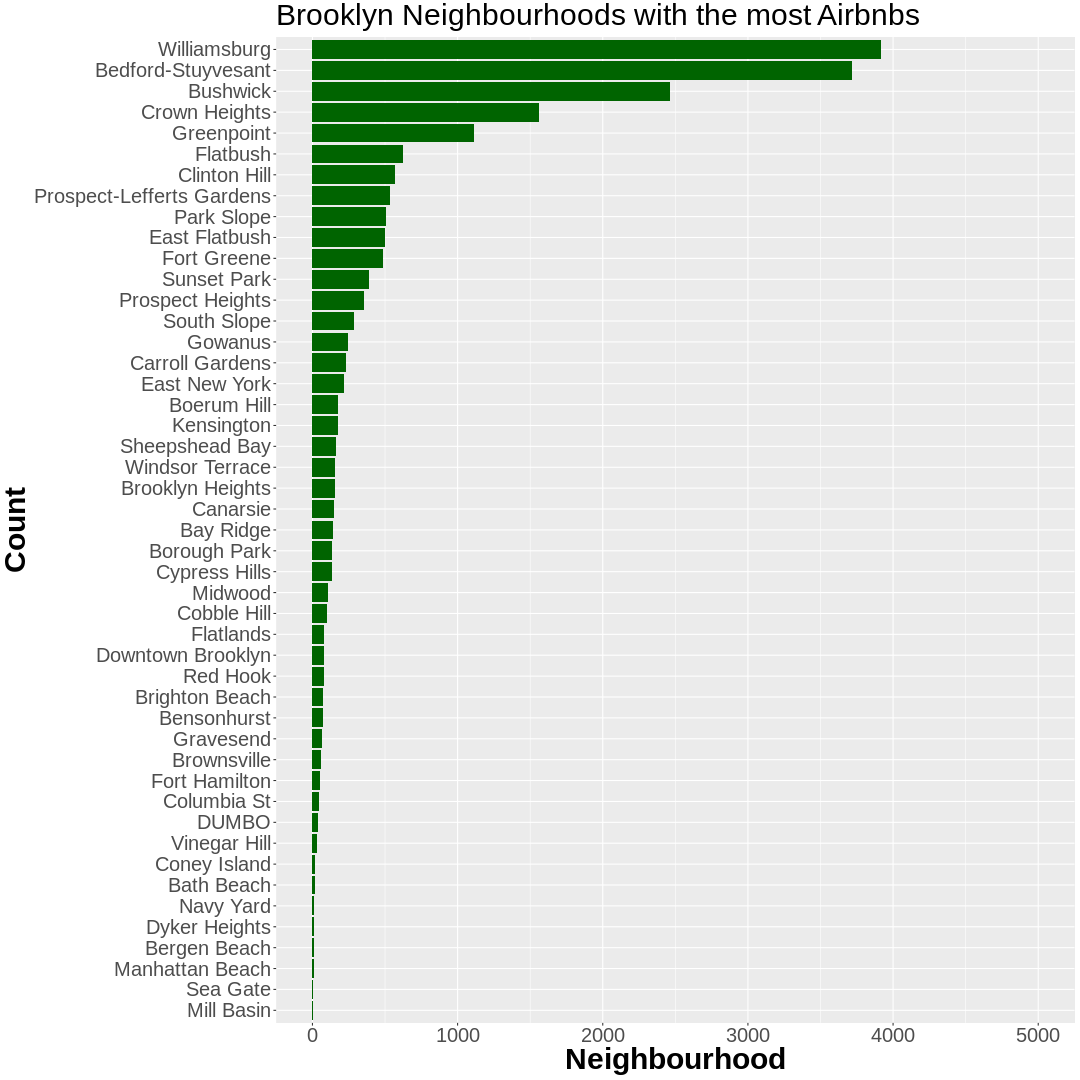 Brooklyn Neighbourhoods with the most Airbnbs
Williamsburg
Bedford-Stuyvesant
Bushwick
Crown Heights
Greenpoint
Flatbush
Clinton Hill
Prospect-Lefferts Gardens
Park Slope
East Flatbush
Fort Greene
Sunset Park
Prospect Heights
South Slope
Gowanus
Carroll Gardens
East New York
Boerum Hill
Kensington
Sheepshead Bay
Windsor Terrace
Brooklyn Heights
Canarsie
Bay Ridge
Borough Park
Cypress Hills
Midwood
Cobble Hill
Flatlands
Downtown Brooklyn
Red Hook
Brighton Beach
Bensonhurst
Gravesend
Brownsville
Fort Hamilton
Columbia St
DUMBO
Vinegar Hill
Coney Island
Bath Beach
Navy Yard
Dyker Heights
Bergen Beach
Manhattan Beach
Sea Gate
Mill Basin
Count
0 1000 2000 3000 4000 5000
Neighbourhood